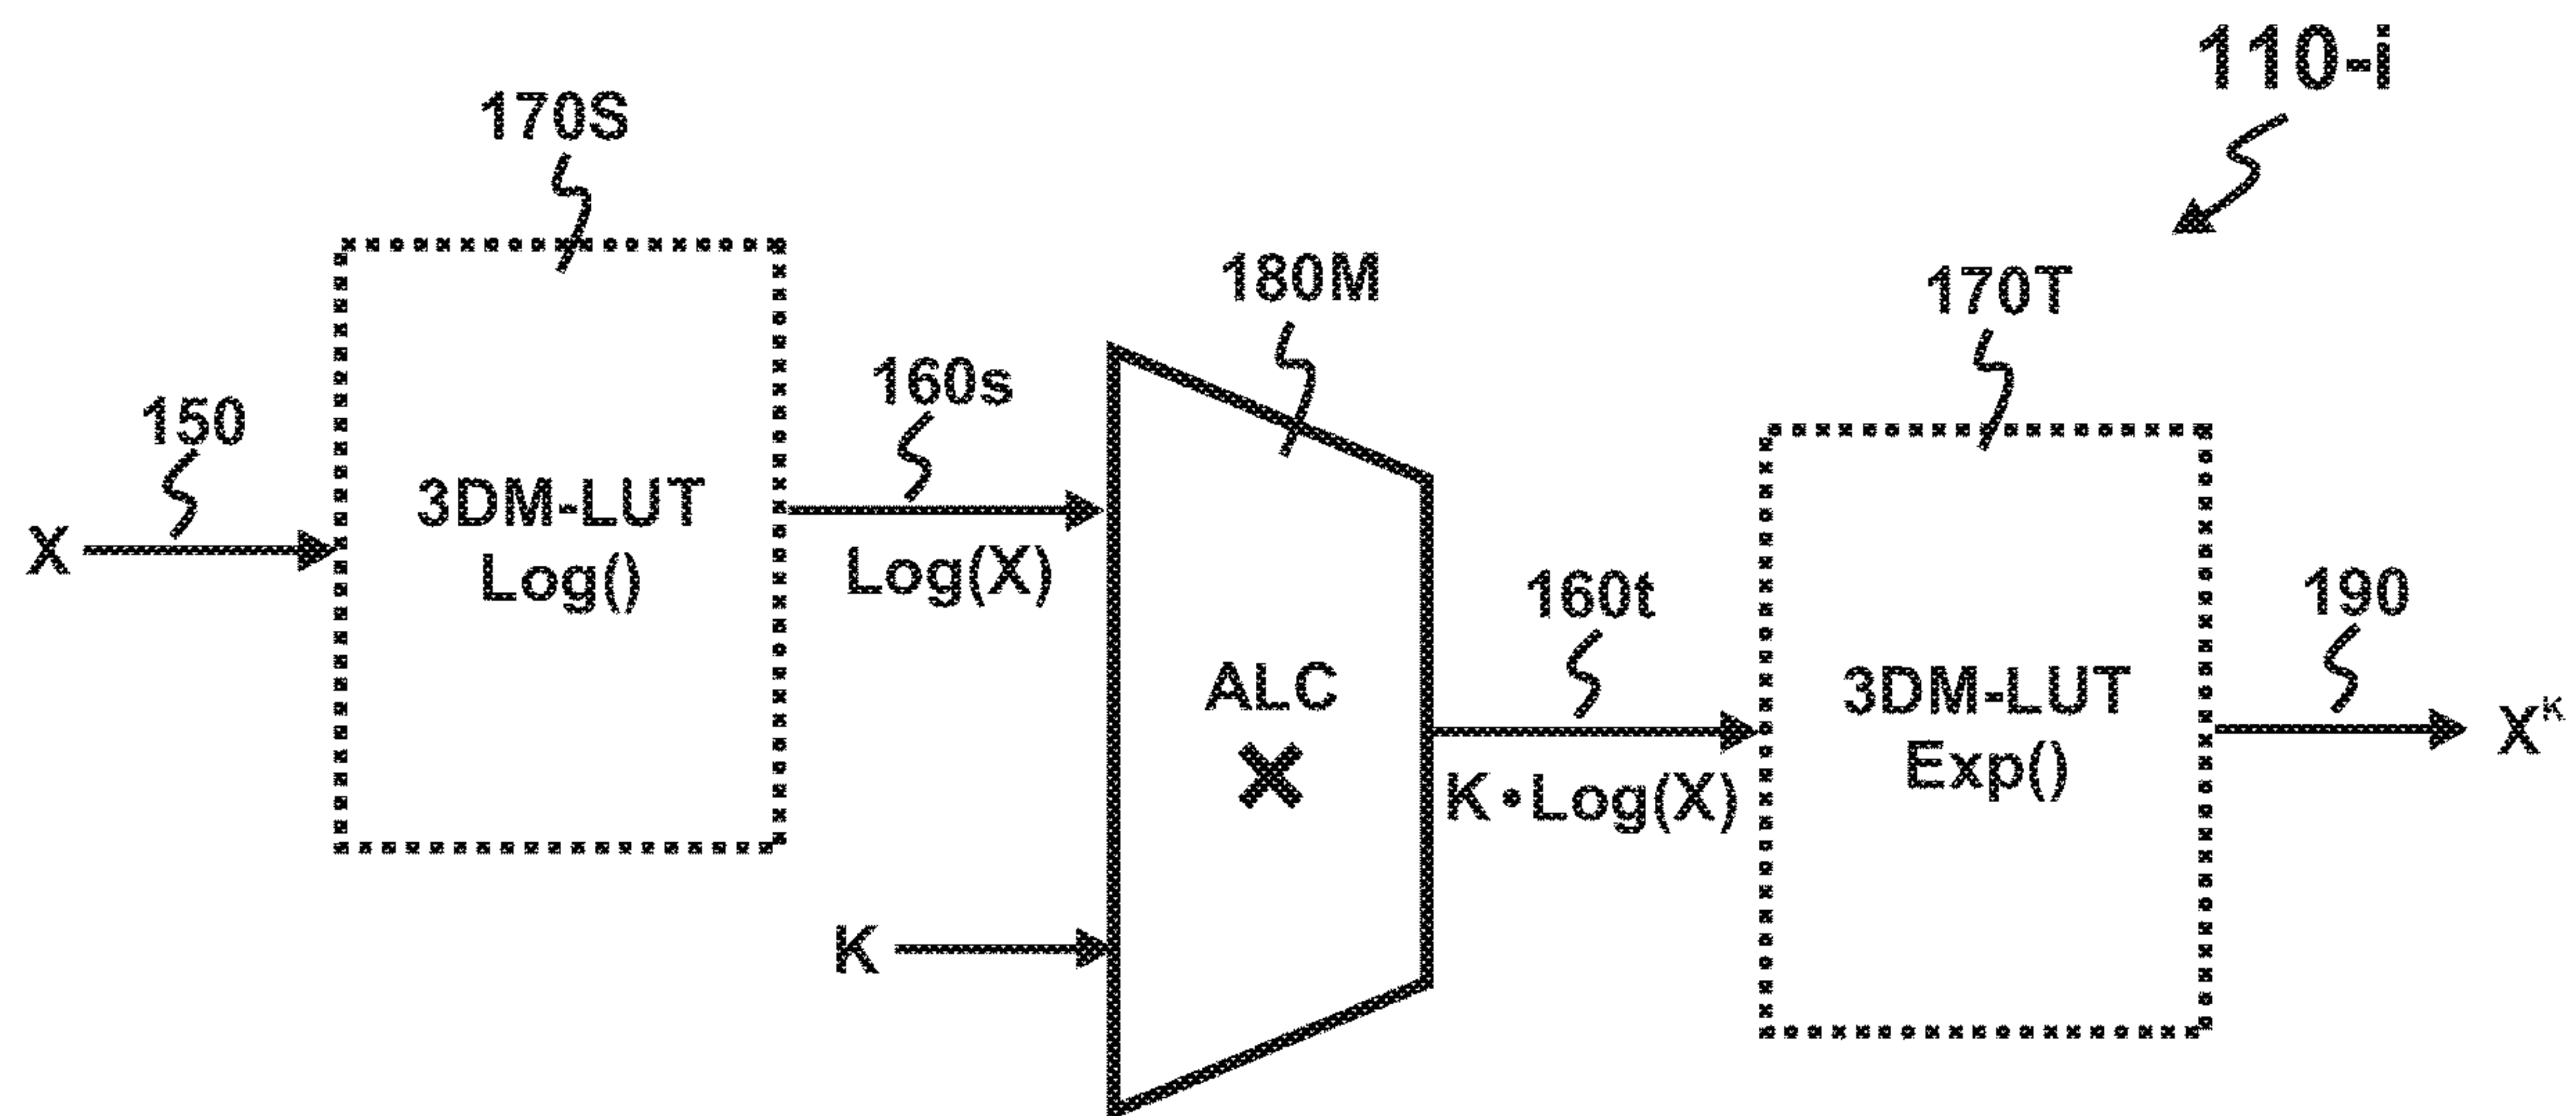 110-i
170S
180M
170T
160s
150
3DM-LUT
Log()
X
Log(X)
160t
190
ALC
×
3DM-LUT
Exp()
X^K
K•Log(X)
K